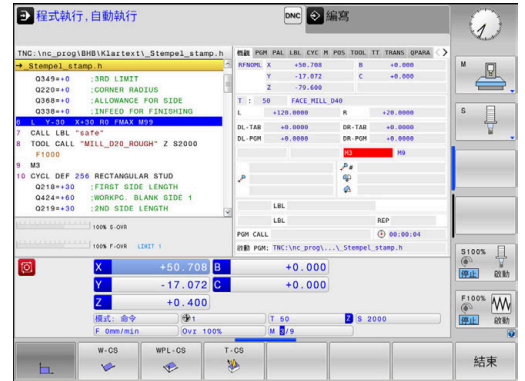 程式執行,自動執行
DNC
編寫
TNC:\nc_prog\BHB\Klartext\_Stempel_stamp.h
→_Stempel_stamp.h
Q349=+0 ;3RD LIMIT
Q220=+0 ;CORNER RADIUS
Q368=+0 ;ALLOWANCE FOR SIDE
Q338=+0 ;INFEED FOR FINISHING
6 L Y-30 X+30 R0 FMAX M99
7 CALL LBL "safe"
8 TOOL CALL "MILL_D20_ROUGH" Z S2000
F1000
9 M3
10 CYCL DEF 256 RECTANGULAR STUD
Q218=+30 ;FIRST SIDE LENGTH
Q424=+60 ;WORKPC. BLANK SIDE 1
Q219=+30 ;2ND SIDE LENGTH
100% S-OVR
100% F-OVR LIMIT 1
概觀 PGM PAL LBL CYC M POS TOOL TT TRANS QPARA
RFNOML X +50.708 B +0.000
Y -17.072 C +0.000
Z -79.600
T : 50 FACE_MILL_D40
L +120.0000 R +20.0000
DL-TAB +0.0000 DR-TAB +0.0000
DL-PGM +0.0000 DR-PGM +0.0000
M3 M9
LBL
LBL REP
PGM CALL 00:00:04
啟動 PGM: TNC:\nc_prog\...\_Stempel_stamp.h
X +50.708 B +0.000
Y -17.072 C +0.000
Z +0.400
模式: 命令 1 T 50 Z S 2000
F 0mm/min Ovr 100% M 3/9
M
S
S100%
停止 啟動
F100%
停止 啟動
W-CS
WPL-CS
T-CS
結束